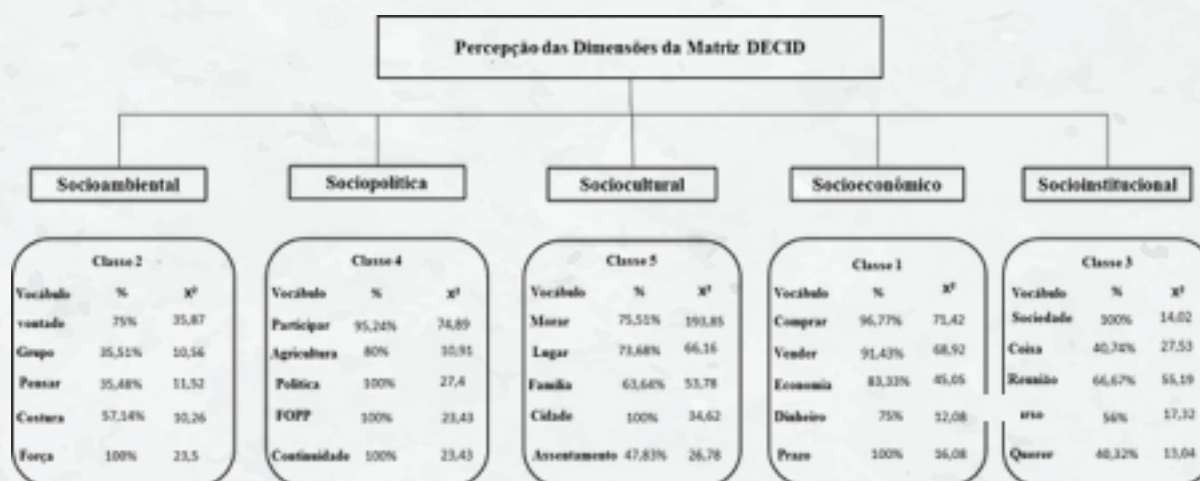 Percepção das Dimensões da Matriz DECID
Socioambiental
Classe 2
Vocábulo % X²
vontade 75% 35,87
Grupo 35,51% 10,56
Pensar 35,48% 11,52
Costura 57,14% 10,26
Força 100% 23,5
Sociopolítica
Classe 4
Vocábulo % X²
Participar 95,24% 74,89
Agricultura 80% 10,91
Política 100% 27,4
FOPP 100% 23,43
Continuidade 100% 23,43
Sociocultural
Classe 5
Vocábulo % X²
Morar 75,51% 193,85
Lugar 73,68% 66,16
Família 63,64% 53,78
Cidade 100% 34,62
Assentamento 47,83% 26,78
Socioeconômico
Classe 1
Vocábulo % X²
Comprar 96,77% 71,42
Vender 91,43% 68,92
Economia 83,33% 45,05
Dinheiro 75% 12,08
Prazo 100% 16,08
Socioinstitucional
Classe 3
Vocábulo % X²
Sociedade 100% 14,02
Coisa 40,74% 27,53
Reunião 66,67% 55,19
56% 17,32
Querer 40,32% 13,04